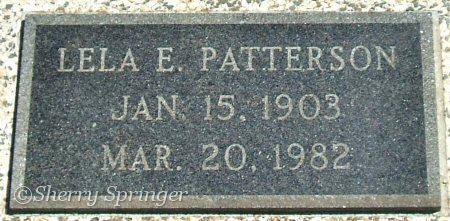 LELA E. PATTERSON
JAN. 15, 1903
MAR. 20, 1982
©Sherry Springer